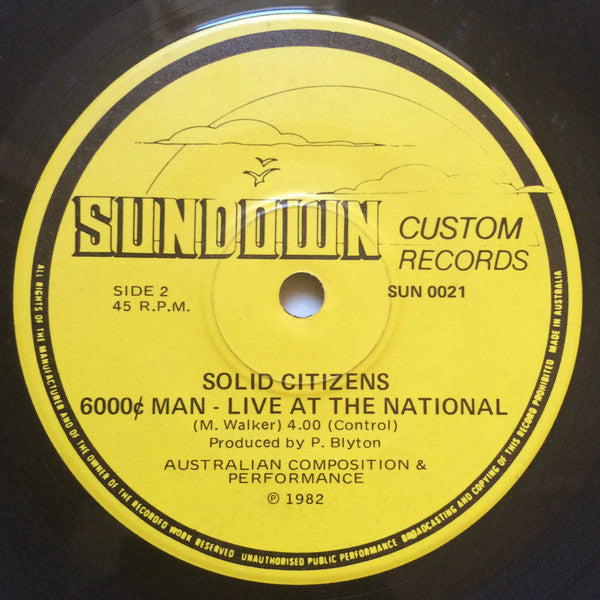 SUNDOWN
CUSTOM
RECORDS
SIDE 2
45 R.P.M.
SUN 0021
SOLID CITIZENS
6000¢ MAN - LIVE AT THE NATIONAL
(M. Walker) 4.00 (Control)
Produced by P. Blyton
AUSTRALIAN COMPOSITION &
PERFORMANCE
℗ 1982
ALL RIGHTS OF THE MANUFACTURER AND OF THE OWNER OF THE RECORDED WORK RESERVED UNAUTHORISED PUBLIC PERFORMANCE BROADCASTING AND COPYING OF THIS RECORD PROHIBITED MADE IN AUSTRALIA